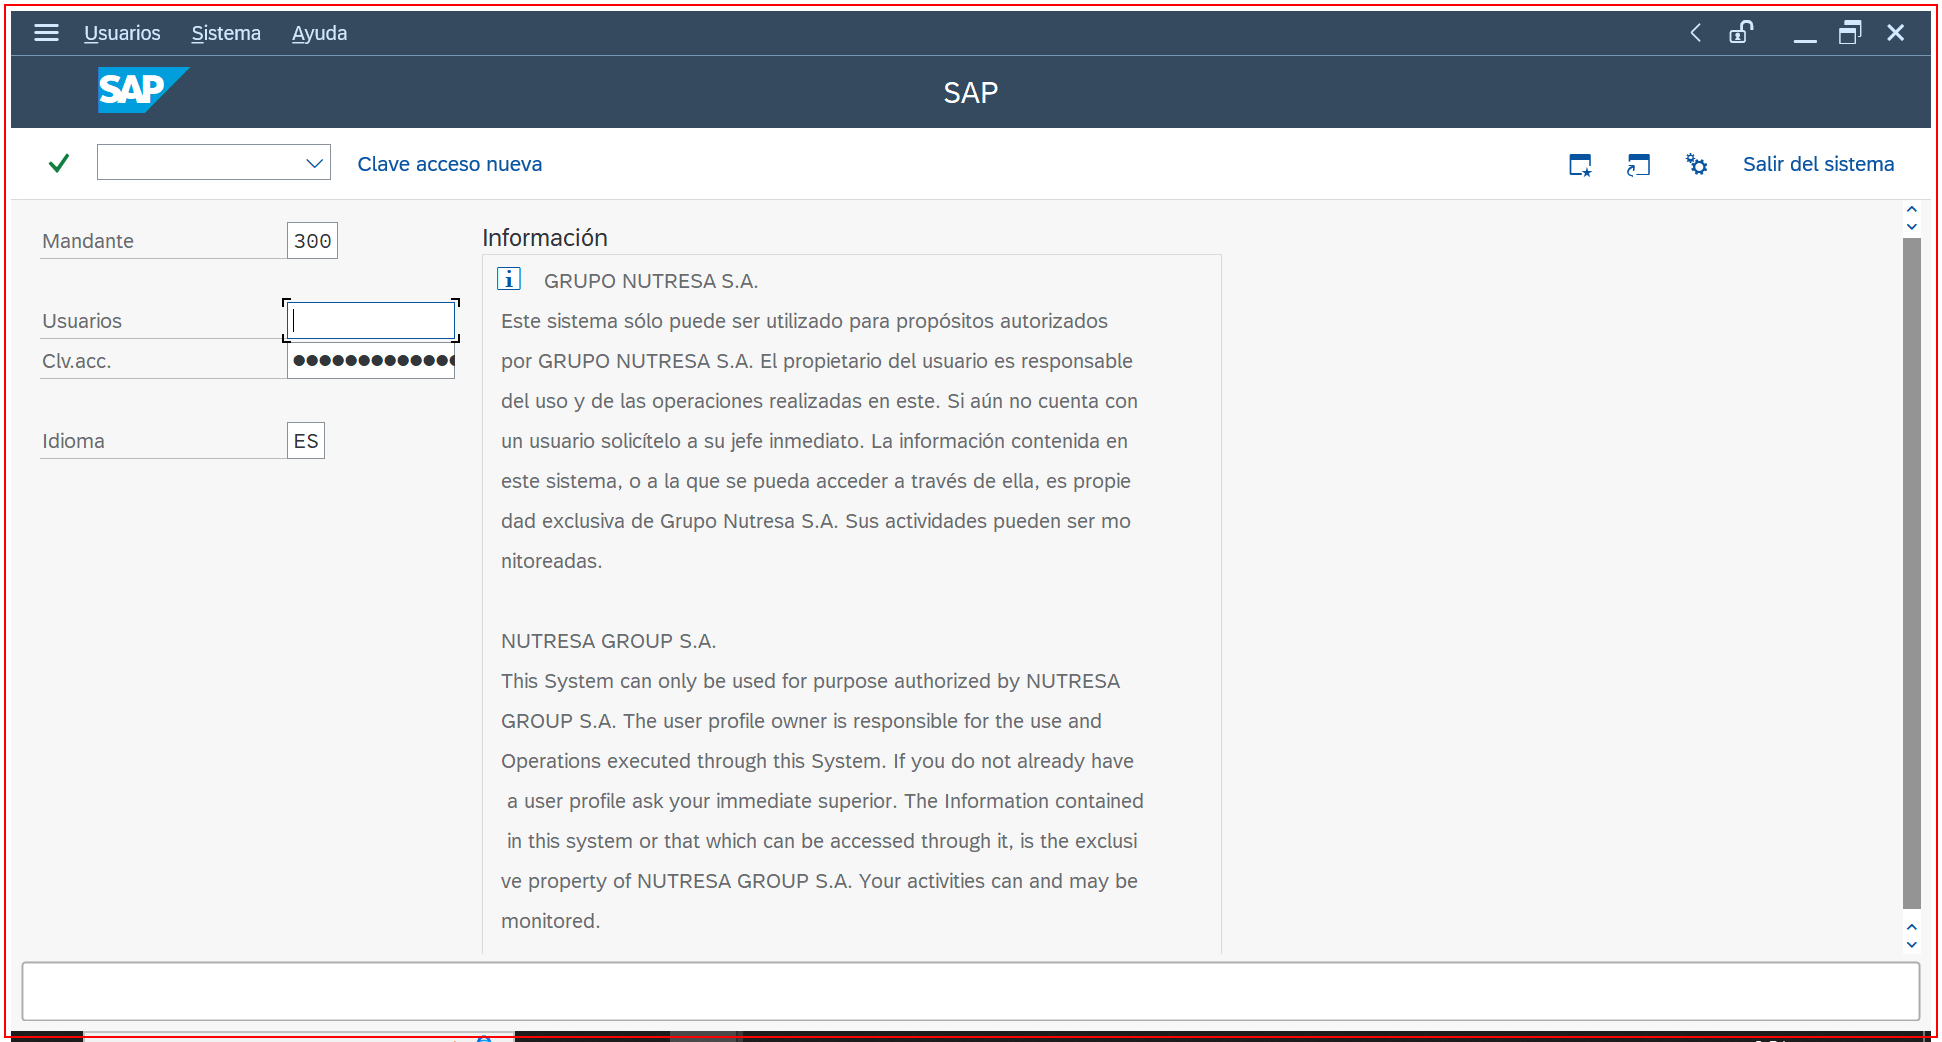 Usuarios Sistema Ayuda
SAP
SAP
Clave acceso nueva
Salir del sistema
Mandante 300
Usuarios
Clv.acc.
Idioma ES
Información
GRUPO NUTRESA S.A.
Este sistema sólo puede ser utilizado para propósitos autorizados
por GRUPO NUTRESA S.A. El propietario del usuario es responsable
del uso y de las operaciones realizadas en este. Si aún no cuenta con
un usuario solicítelo a su jefe inmediato. La información contenida en
este sistema, o a la que se pueda acceder a través de ella, es propie
dad exclusiva de Grupo Nutresa S.A. Sus actividades pueden ser mo
nitoreadas.
NUTRESA GROUP S.A.
This System can only be used for purpose authorized by NUTRESA
GROUP S.A. The user profile owner is responsible for the use and
Operations executed through this System. If you do not already have
a user profile ask your immediate superior. The Information contained
in this system or that which can be accessed through it, is the exclusi
ve property of NUTRESA GROUP S.A. Your activities can and may be
monitored.